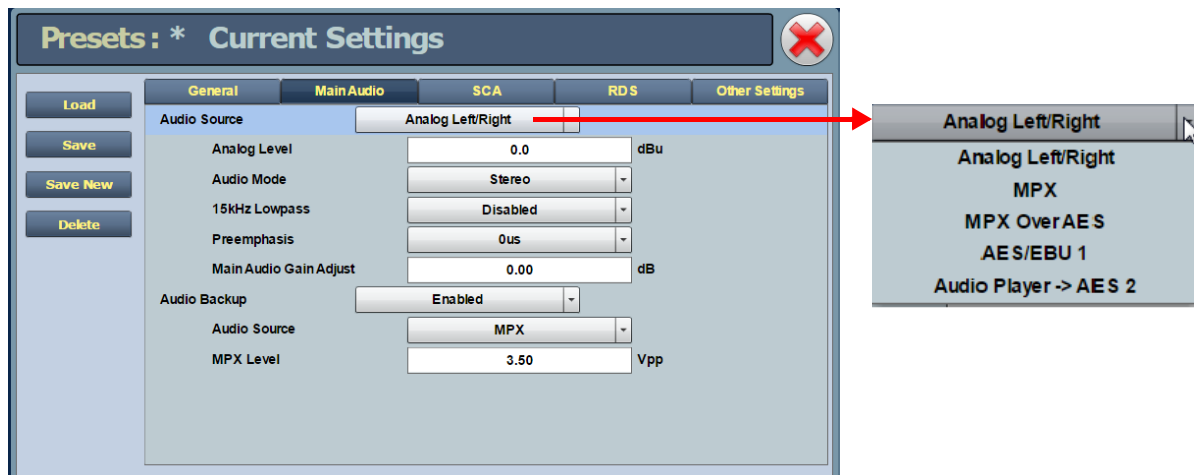 Presets: * Current Settings
General Main Audio SCA RDS Other Settings
Load
Save
Save New
Delete
Audio Source Analog Left/Right
Analog Level 0.0 dBu
Audio Mode Stereo
15kHz Lowpass Disabled
Preemphasis 0us
Main Audio Gain Adjust 0.00 dB
Audio Backup Enabled
Audio Source MPX
MPX Level 3.50 Vpp
Analog Left/Right
Analog Left/Right
MPX
MPX Over AES
AES/EBU 1
Audio Player -> AES 2